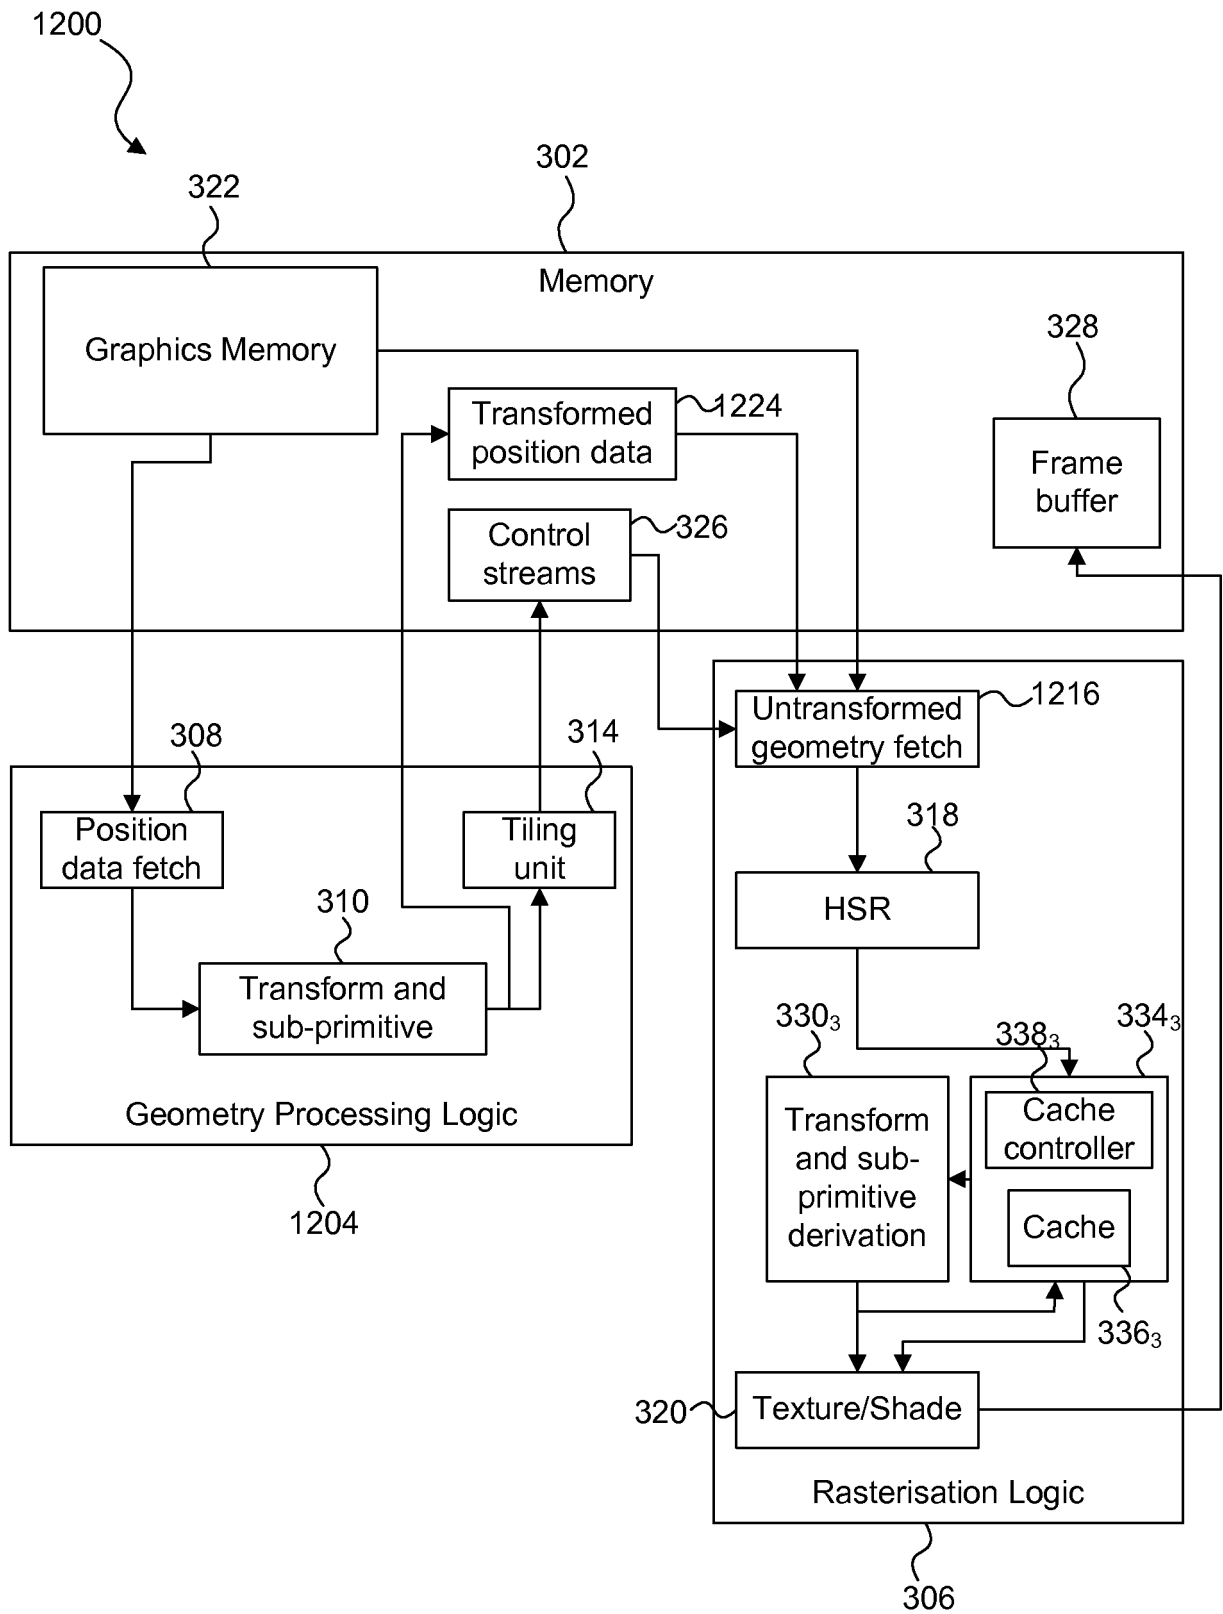 1200
302
322
Memory
Graphics Memory
328
Transformed
position data
1224
Frame
buffer
Control
streams
326
1216
Untransformed
geometry fetch
308
314
Position
data fetch
Tiling
unit
318
HSR
310
Transform and
sub-primitive
330₃
338₃
334₃
Cache
controller
Transform
and sub-
primitive
derivation
Geometry Processing Logic
Cache
1204
336₃
320
Texture/Shade
Rasterisation Logic
306